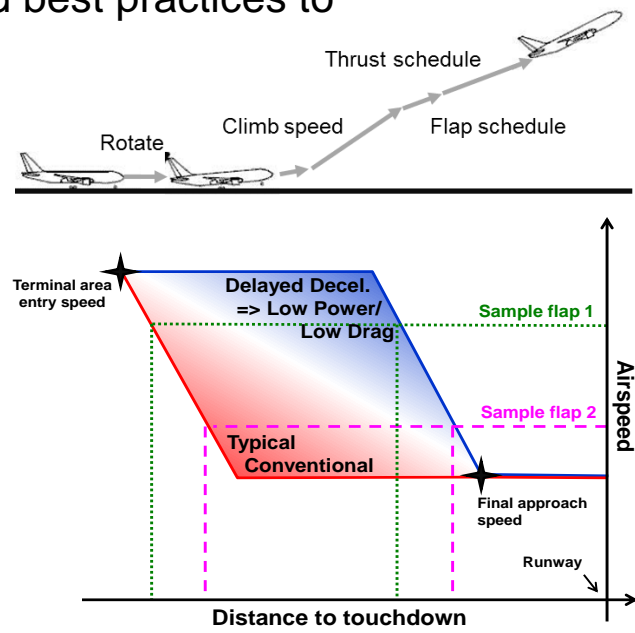 best practices to
Thrust schedule
Climb speed
Flap schedule
Rotate
Terminal area
entry speed
Delayed Decel.
=> Low Power/
Low Drag
Sample flap 1
Airspeed
Sample flap 2
Typical
Conventional
Final approach
speed
Runway
Distance to touchdown